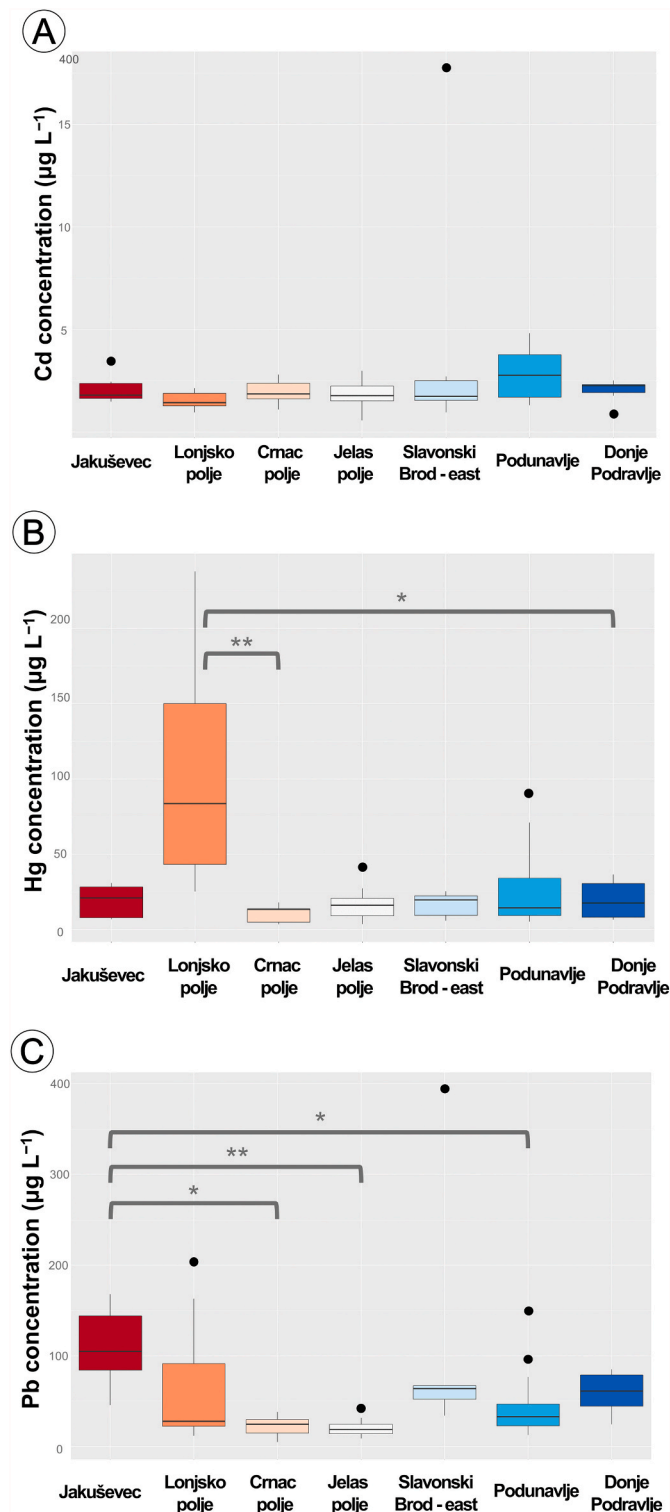 A
Cd concentration (µg L⁻¹)
400
15
10
5
Jakuševec
Lonjsko
polje
Crnac
polje
Jelas
polje
Slavonski
Brod - east
Podunavlje
Donje
Podravlje
B
Hg concentration (µg L⁻¹)
200
150
100
50
0
*
**
Jakuševec
Lonjsko
polje
Crnac
polje
Jelas
polje
Slavonski
Brod - east
Podunavlje
Donje
Podravlje
C
Pb concentration (µg L⁻¹)
400
300
200
100
0
*
**
*
Jakuševec
Lonjsko
polje
Crnac
polje
Jelas
polje
Slavonski
Brod - east
Podunavlje
Donje
Podravlje